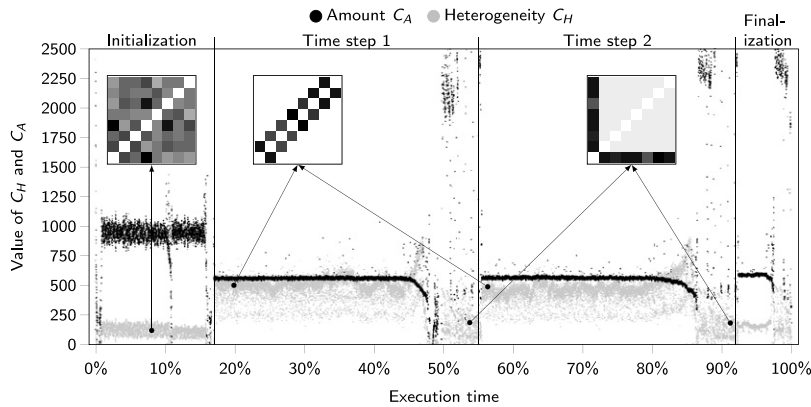 Amount C_A Heterogeneity C_H
Initialization Time step 1 Time step 2 Final-
ization
2500
2250
2000
1750
1500
1250
1000
750
500
250
0
Value of C_H and C_A
0% 10% 20% 30% 40% 50% 60% 70% 80% 90% 100%
Execution time